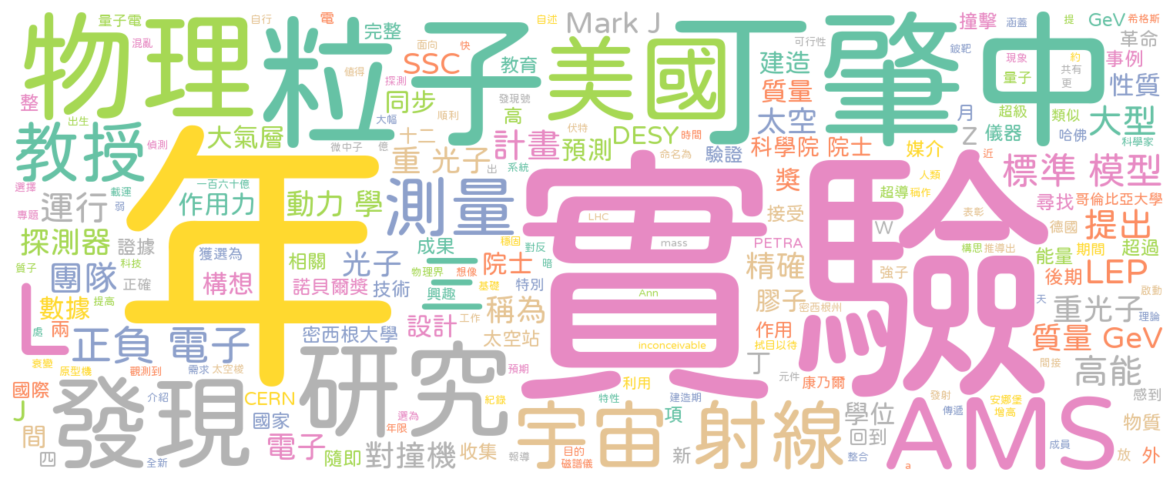 量子電
自行
電
完整
Mark J
自述
涵蓋
提
GeV
希格斯
混亂
物理
粒子
美國
丁肇中
面向
快
SSC
教育
撞擊
可行性
建造
鈹靶
現象
約
革命
量子
共有
更
事例
值得
探測
整
同步
發現號
高
順利
質量
太空
超級
類似
性質
大型
出生
大幅
伏特
DESY
時間
月
Z
儀器
哈佛
科學家
教授
偵測
大氣層
十二
計畫
預測
驗證
科學院 院士
微中子
億
命名為
媒介
近
標準 模型
重 光子
出
系統
獎
人類
選擇
載運
一百六十億
年
實驗
超導
稱作
尋找
哥倫比亞大學
專題
弱
運行
作用力
動力 學
測量
LHC
接受
表彰
提出
W
德國
探測器
證據
成果
穩固
對反
mass
PETRA
構思
推導出
能量
期間
超過
獲選為
相關
光子
物理界
想像
暗
院士
精確
強子
後期
LEP
質子
科技
團隊
正確
構想
諾貝爾獎
技術
興趣
基礎
特別
Ann
密西根州
天
啟動
L
數據
提高
三
稱為
膠子
重光子
處
兩
正負 電子
密西根大學
設計
工作
太空站
作用
inconceivable
拭目以待
理論
質量 GeV
衰變
原型機
觀測到
需求
太空梭
發現
研究
預期
丁
間接
高能
國際
利用
元件
康乃爾
J
介紹
CERN
選為
紀錄
特性
建造期
發射
安娜堡
感到
國家
年限
宇宙
射線
項
學位
傳遞
增高
AMS
物質
間
四
全新
電子
隨即
對撞機
收集
報導
目的
磁譜儀
新
回到
整合
a
成員
放
外